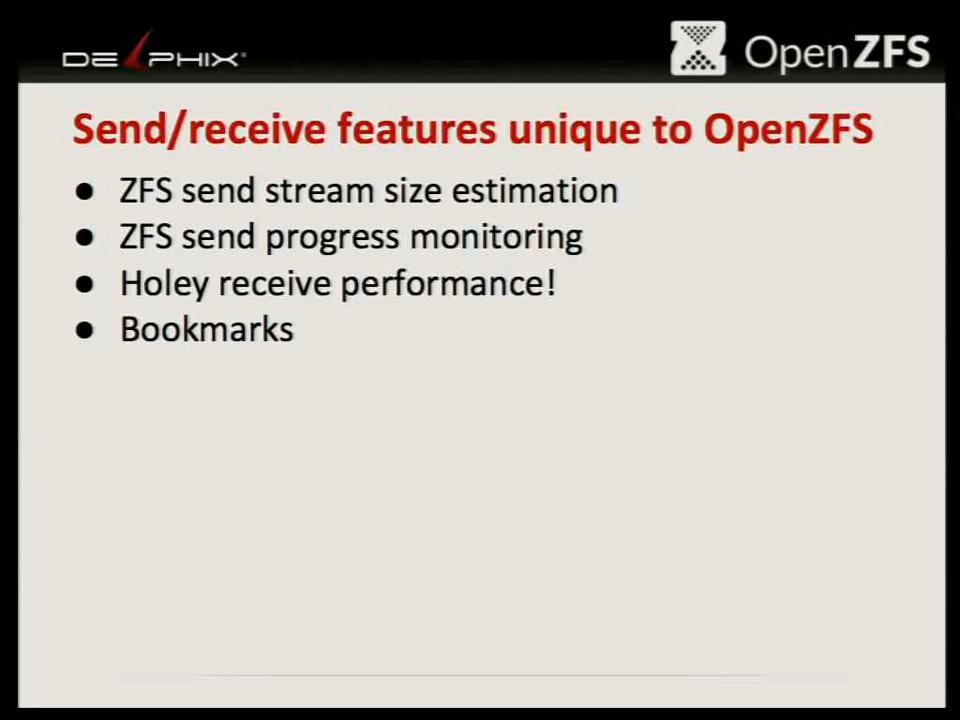 DELPHIX
OpenZFS
Send/receive features unique to OpenZFS
● ZFS send stream size estimation
● ZFS send progress monitoring
● Holey receive performance!
● Bookmarks